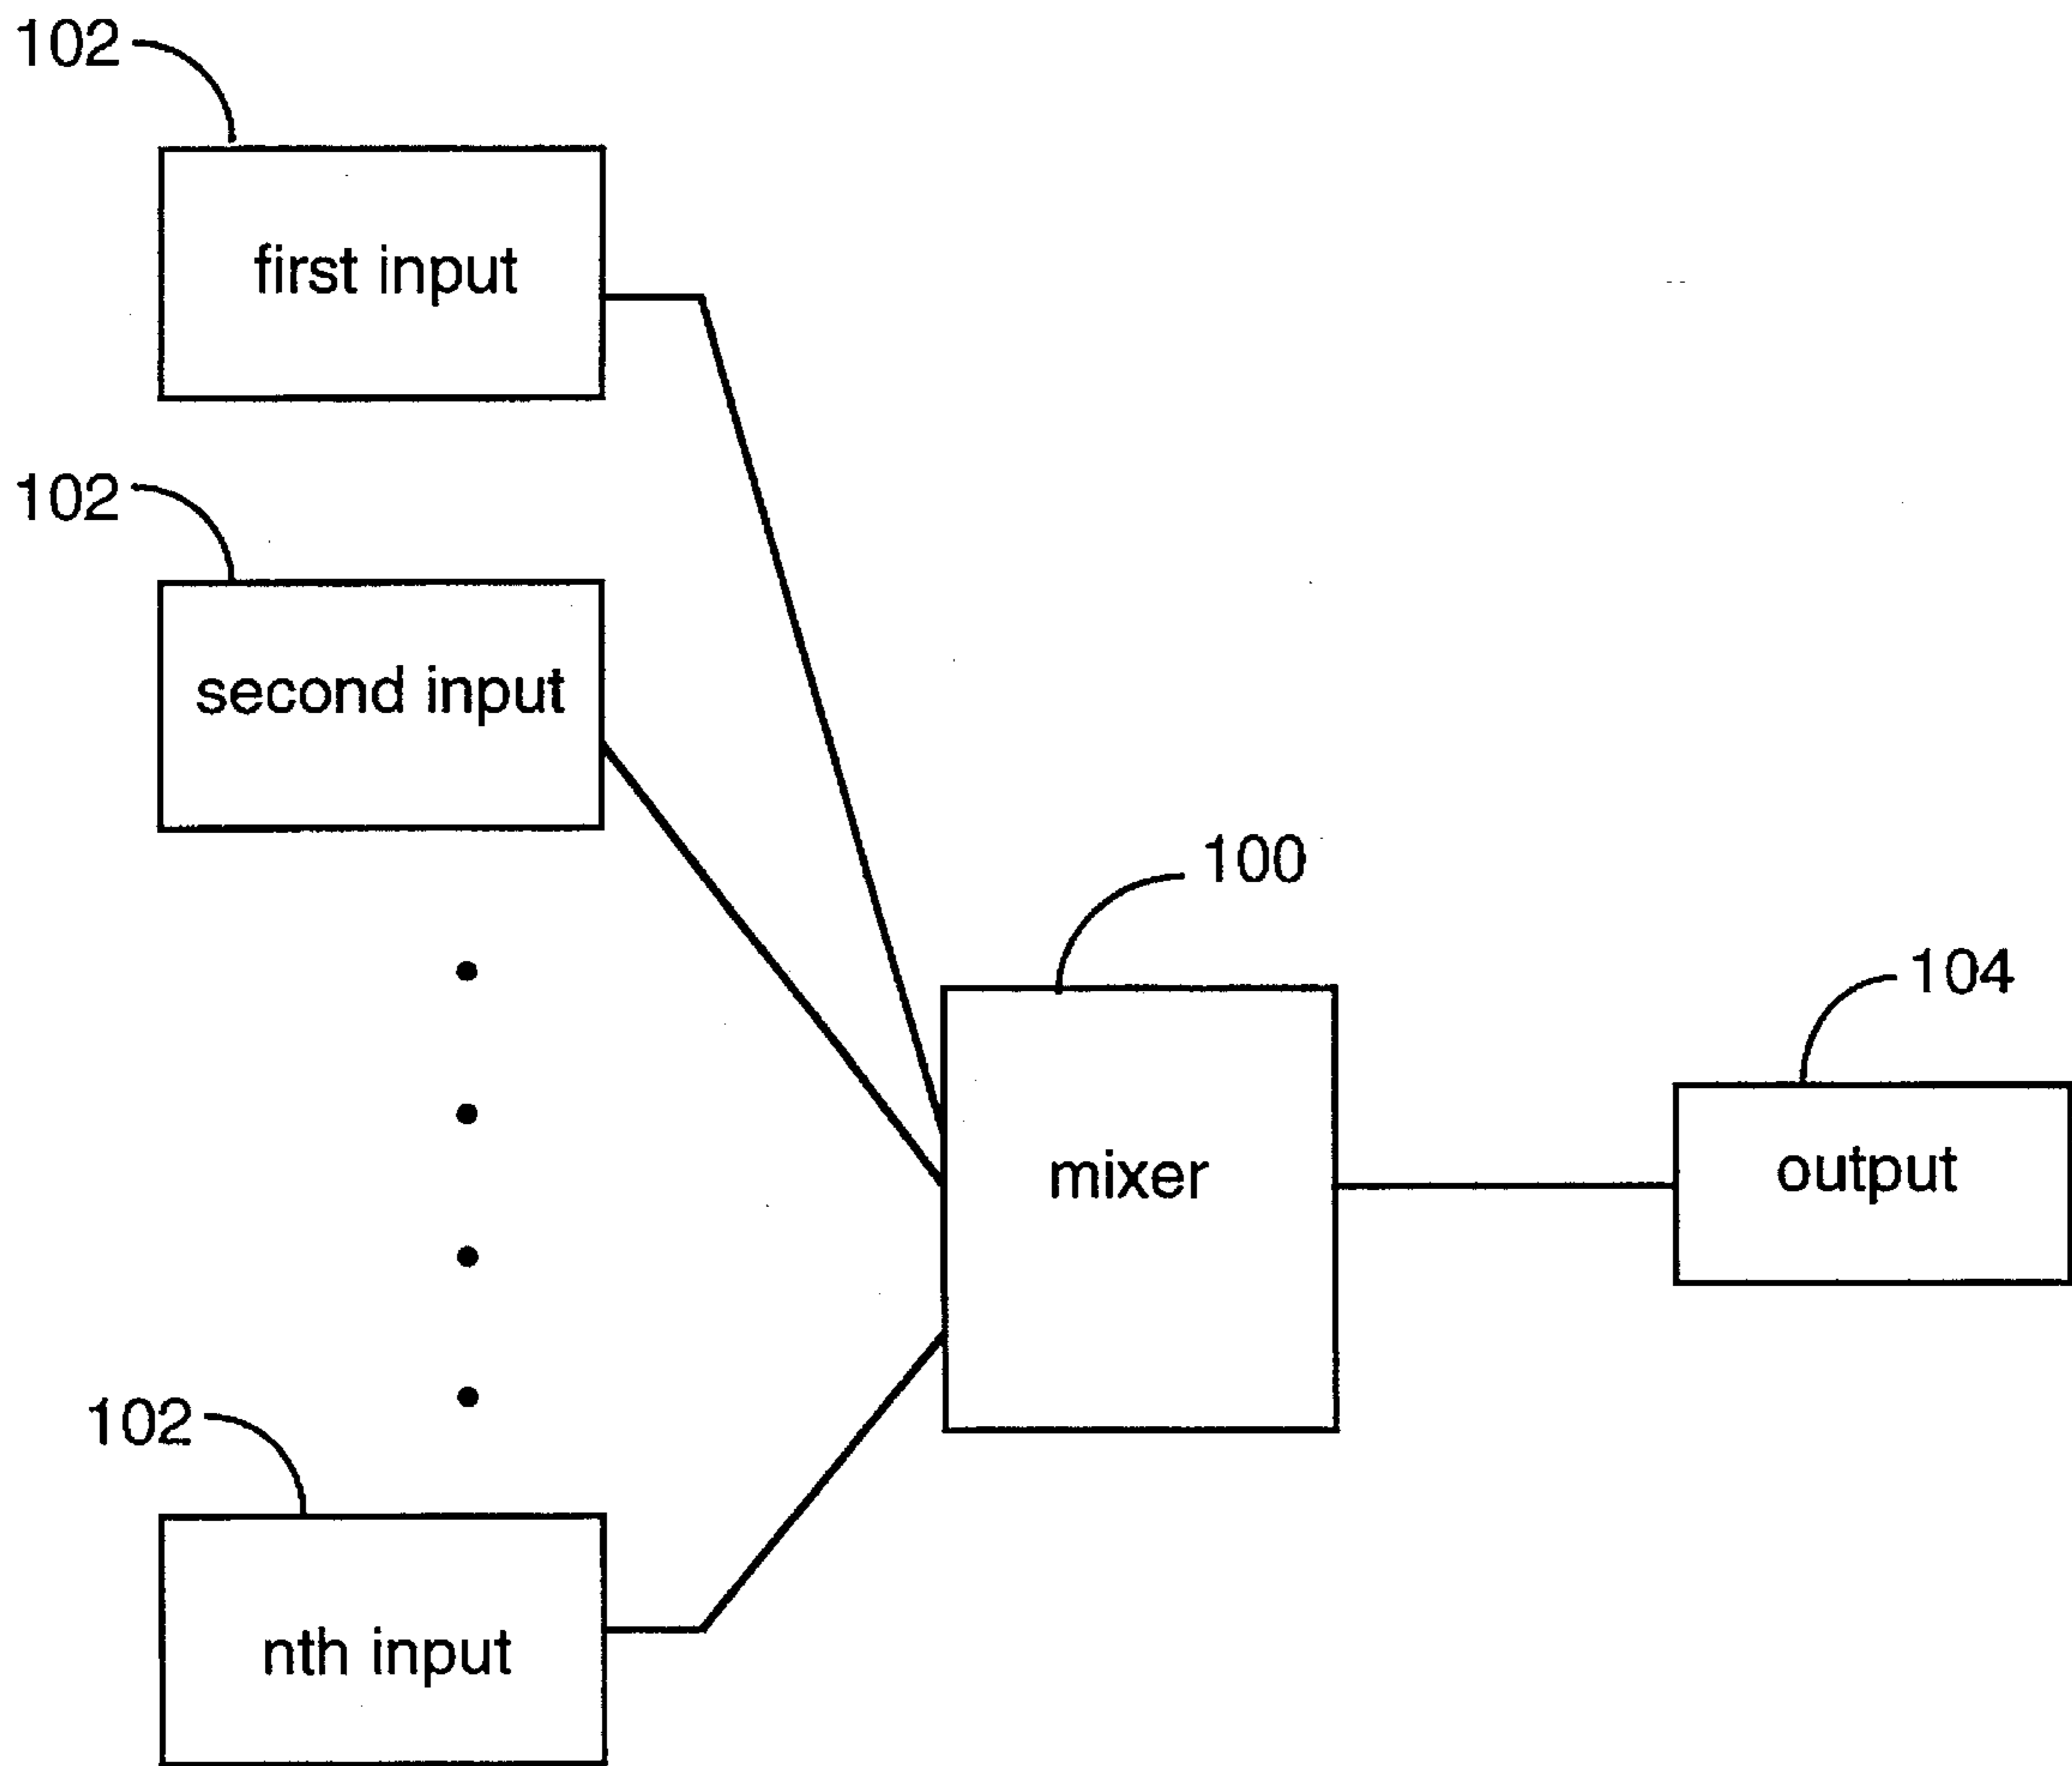 102
first input
102
second input
100
mixer
104
output
102
nth input